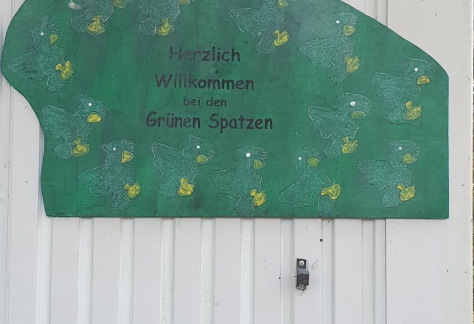 Herzlich
Willkommen
bei den
Grünen Spatzen